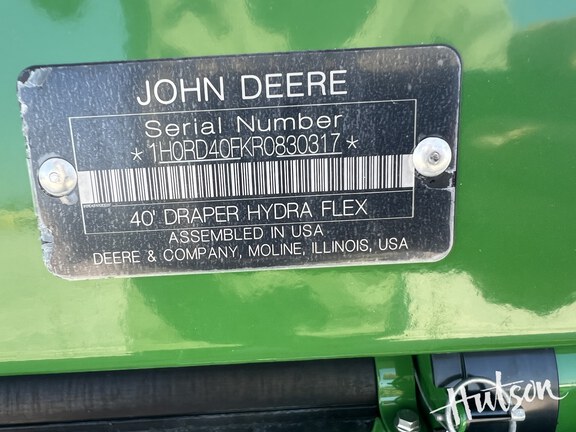 JOHN DEERE
Serial Number
*1H0RD40FKR0830317*
40' DRAPER HYDRA FLEX
ASSEMBLED IN USA
DEERE & COMPANY, MOLINE, ILLINOIS, USA
Hutson